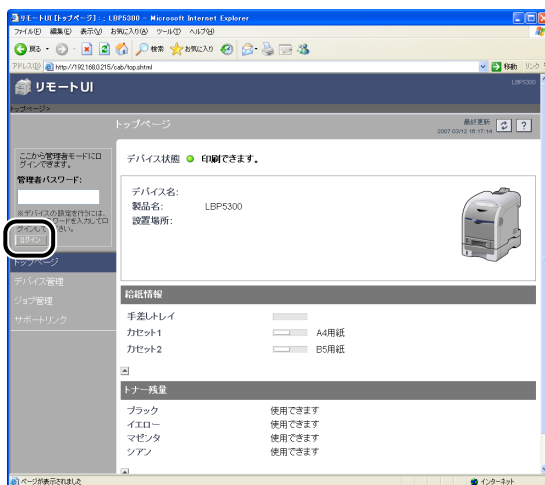 リモートUI [トップページ] : : LBP5300 - Microsoft Internet Explorer
ファイル(F) 編集(E) 表示(V) お気に入り(A) ツール(T) ヘルプ(H)
戻る 検索 お気に入り
アドレス(D) http://192.168.0.215/cab/top.shtml 移動 リンク
リモートUI
LBP5300
トップページ>
トップページ
最終更新
2007 03/12 16:17:14
ここから管理者モードにロ
グインできます。
管理者パスワード:
※デバイスの設定を行うには、
ワードを入力してロ
グインして さい。
ログイン
トップページ
デバイス管理
ジョブ管理
サポートリンク
デバイス状態 印刷できます。
デバイス名:
製品名: LBP5300
設置場所:
給紙情報
手差しトレイ
カセット1 A4用紙
カセット2 B5用紙
トナー残量
ブラック 使用できます
イエロー 使用できます
マゼンタ 使用できます
シアン 使用できます
ページが表示されました
インターネット